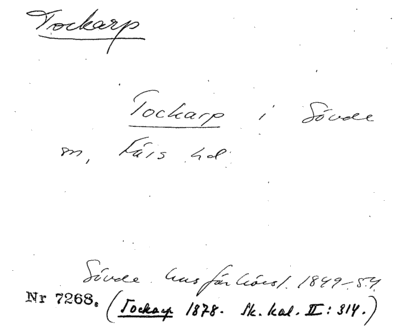 Tockarp
Tockarp i Sövde
sn, Färs hd.
Sövde husförhörsl. 1849-54
Nr 7268. (Tockarp 1878. Sk. kal. II: 314.)